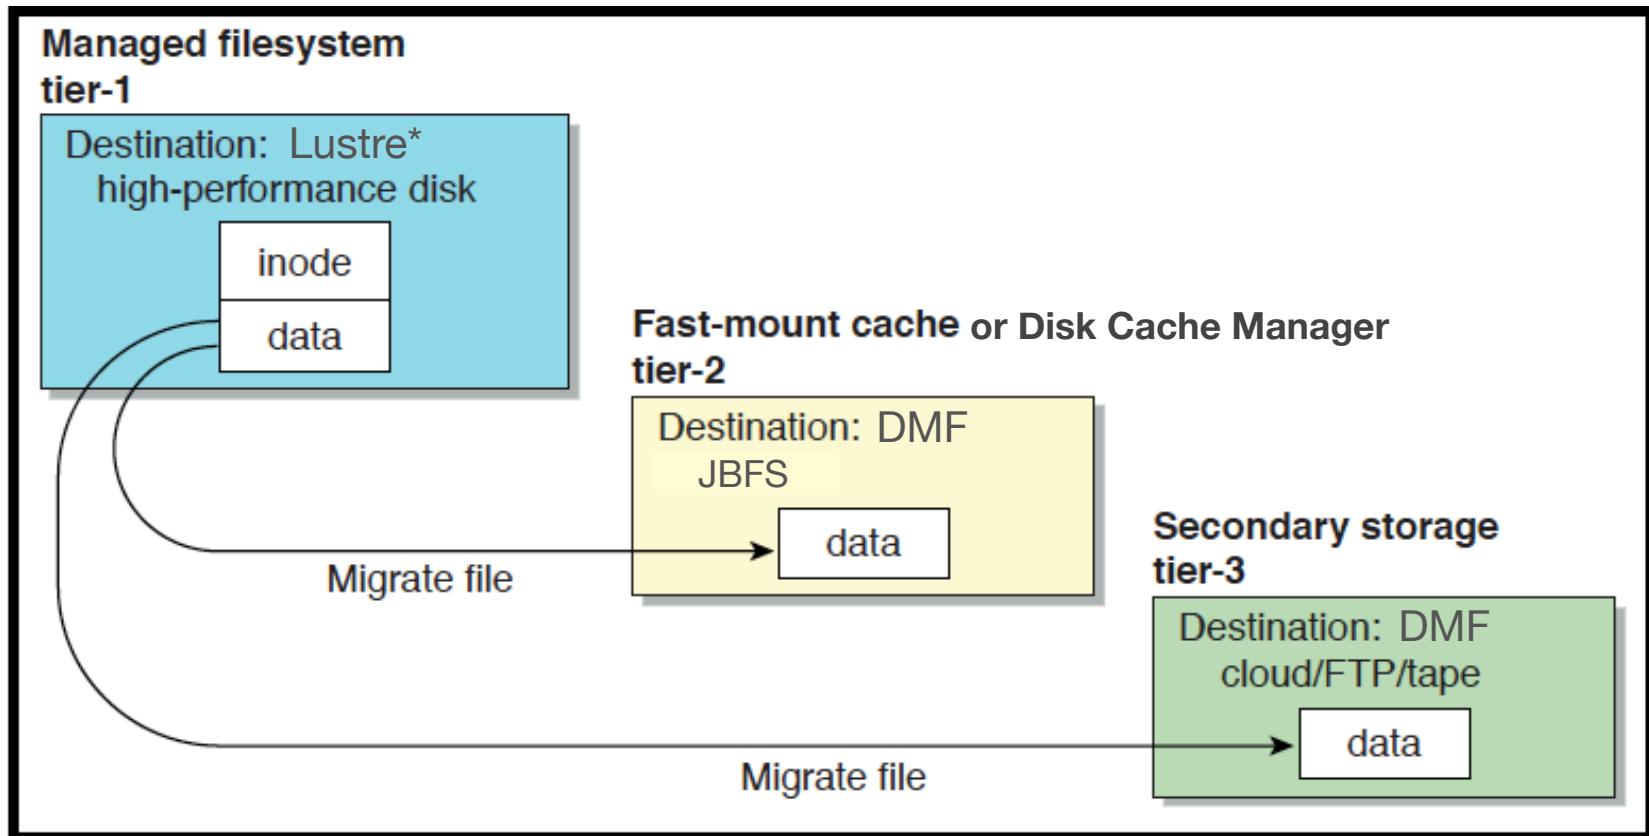 Managed filesystem
tier-1
Destination: Lustre*
high-performance disk
inode
data
Fast-mount cache or Disk Cache Manager
tier-2
Destination: DMF
JBFS
data
Migrate file
Secondary storage
tier-3
Destination: DMF
cloud/FTP/tape
data
Migrate file